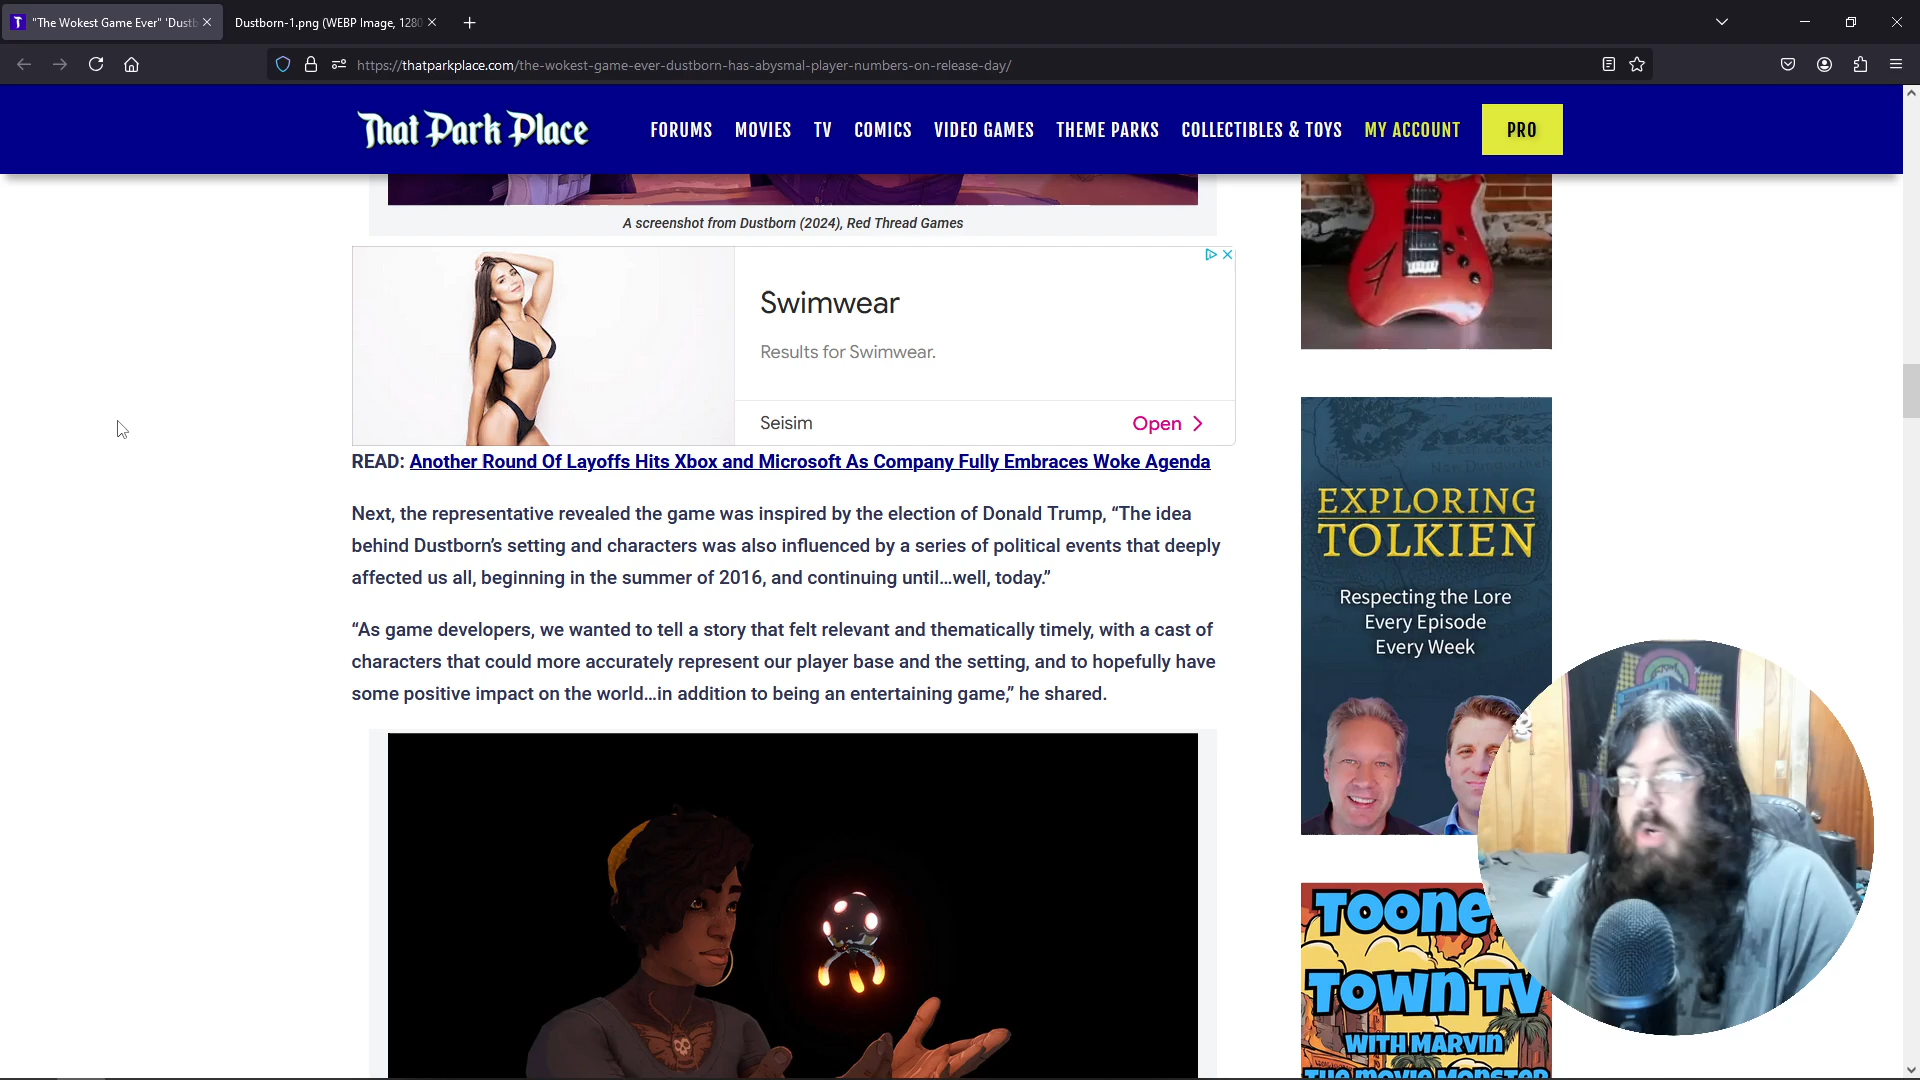 "The Wokest Game Ever" 'Dustb
Dustborn-1.png (WEBP Image, 1280
https://thatparkplace.com/the-wokest-game-ever-dustborn-has-abysmal-player-numbers-on-release-day/
That Park Place
FORUMS MOVIES TV COMICS VIDEO GAMES THEME PARKS COLLECTIBLES & TOYS MY ACCOUNT PRO
A screenshot from Dustborn (2024), Red Thread Games
Swimwear
Results for Swimwear.
Seisim
Open
READ: Another Round Of Layoffs Hits Xbox and Microsoft As Company Fully Embraces Woke Agenda
Next, the representative revealed the game was inspired by the election of Donald Trump, “The idea
behind Dustborn’s setting and characters was also influenced by a series of political events that deeply
affected us all, beginning in the summer of 2016, and continuing until…well, today.”
“As game developers, we wanted to tell a story that felt relevant and thematically timely, with a cast of
characters that could more accurately represent our player base and the setting, and to hopefully have
some positive impact on the world…in addition to being an entertaining game,” he shared.
EXPLORING
TOLKIEN
Respecting the Lore
Every Episode
Every Week
TOONE
TOWN TV
WITH MARVIN
THE MOVIE MONSTER